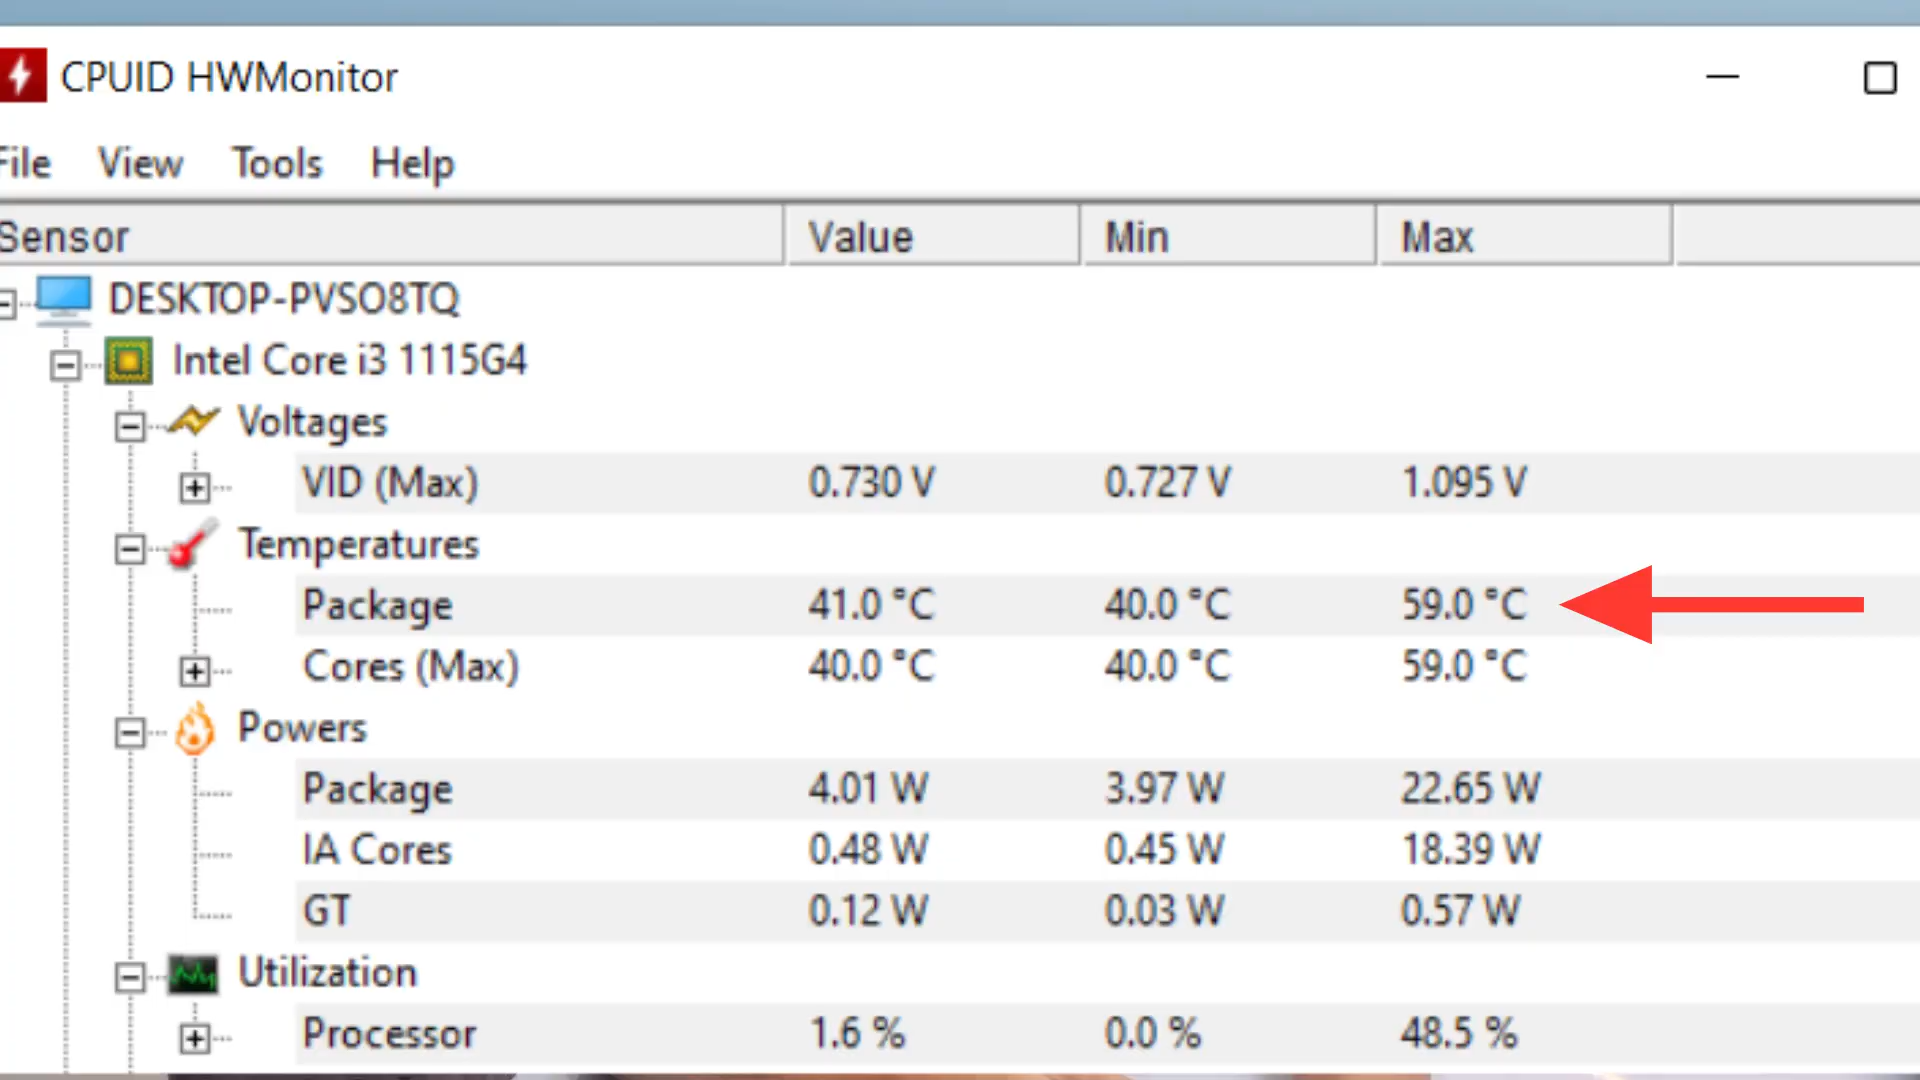 CPUID HWMonitor
File View Tools Help
Sensor Value Min Max
DESKTOP-PVSO8TQ
Intel Core i3 1115G4
Voltages
VID (Max) 0.730 V 0.727 V 1.095 V
Temperatures
Package 41.0 °C 40.0 °C 59.0 °C
Cores (Max) 40.0 °C 40.0 °C 59.0 °C
Powers
Package 4.01 W 3.97 W 22.65 W
IA Cores 0.48 W 0.45 W 18.39 W
GT 0.12 W 0.03 W 0.57 W
Utilization
Processor 1.6 % 0.0 % 48.5 %